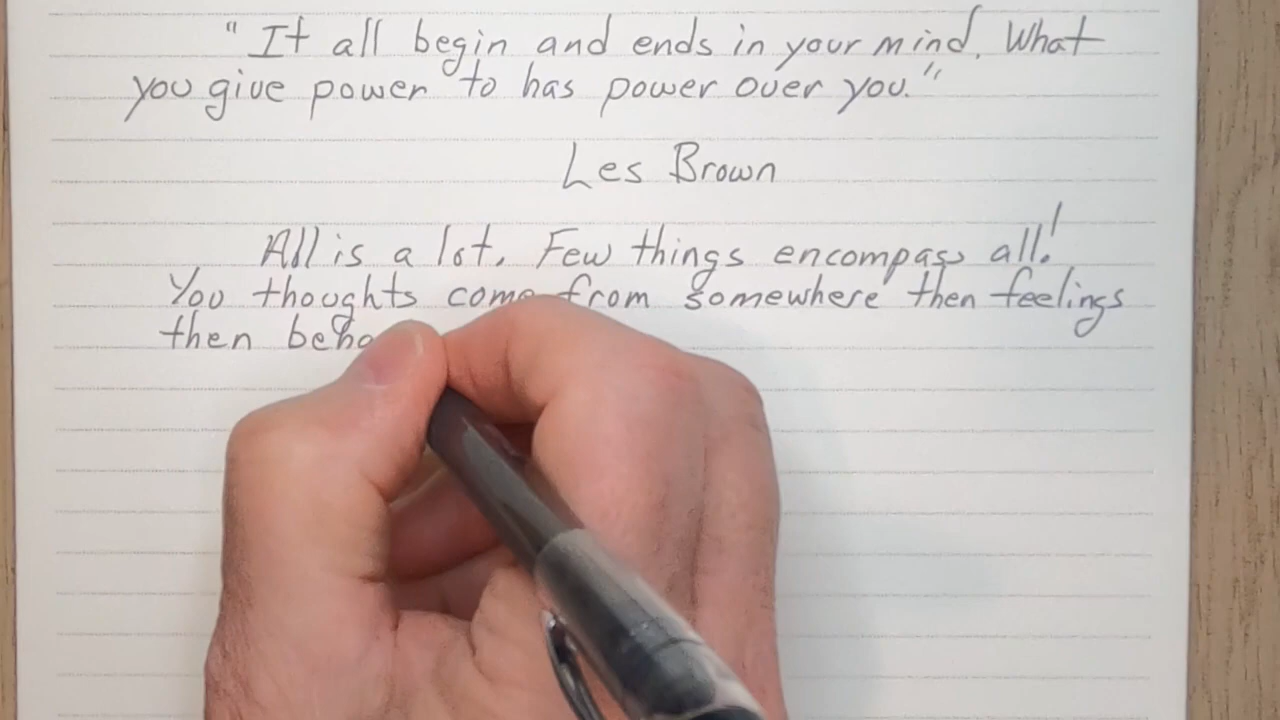 "It all begin and ends in your mind. What
you give power to has power over you."
Les Brown
All is a lot. Few things encompass all!
You thoughts come from somewhere then feelings
then beha